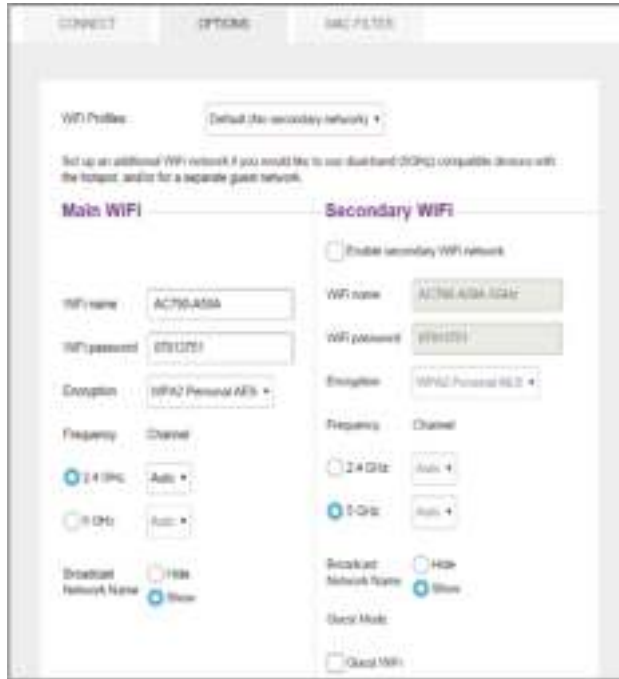 CONNECT OPTIONS MAC FILTER
WiFi Profiles Default (No secondary network)
Set up an additional WiFi network if you would like to use dual-band (5GHz) compatible devices with
the hotspot, and/or for a separate guest network.
Main WiFi
WiFi name
WiFi password
Encryption WPA2 Personal AES
Frequency Channel
2.4 GHz Auto
5 GHz Auto
Broadcast Network Name
Hide
Show
Secondary WiFi
Enable secondary WiFi network
WiFi name
WiFi password
Encryption WPA2 Personal AES
Frequency Channel
2.4 GHz Auto
5 GHz Auto
Broadcast Network Name
Hide
Show
Guest Mode
Guest WiFi